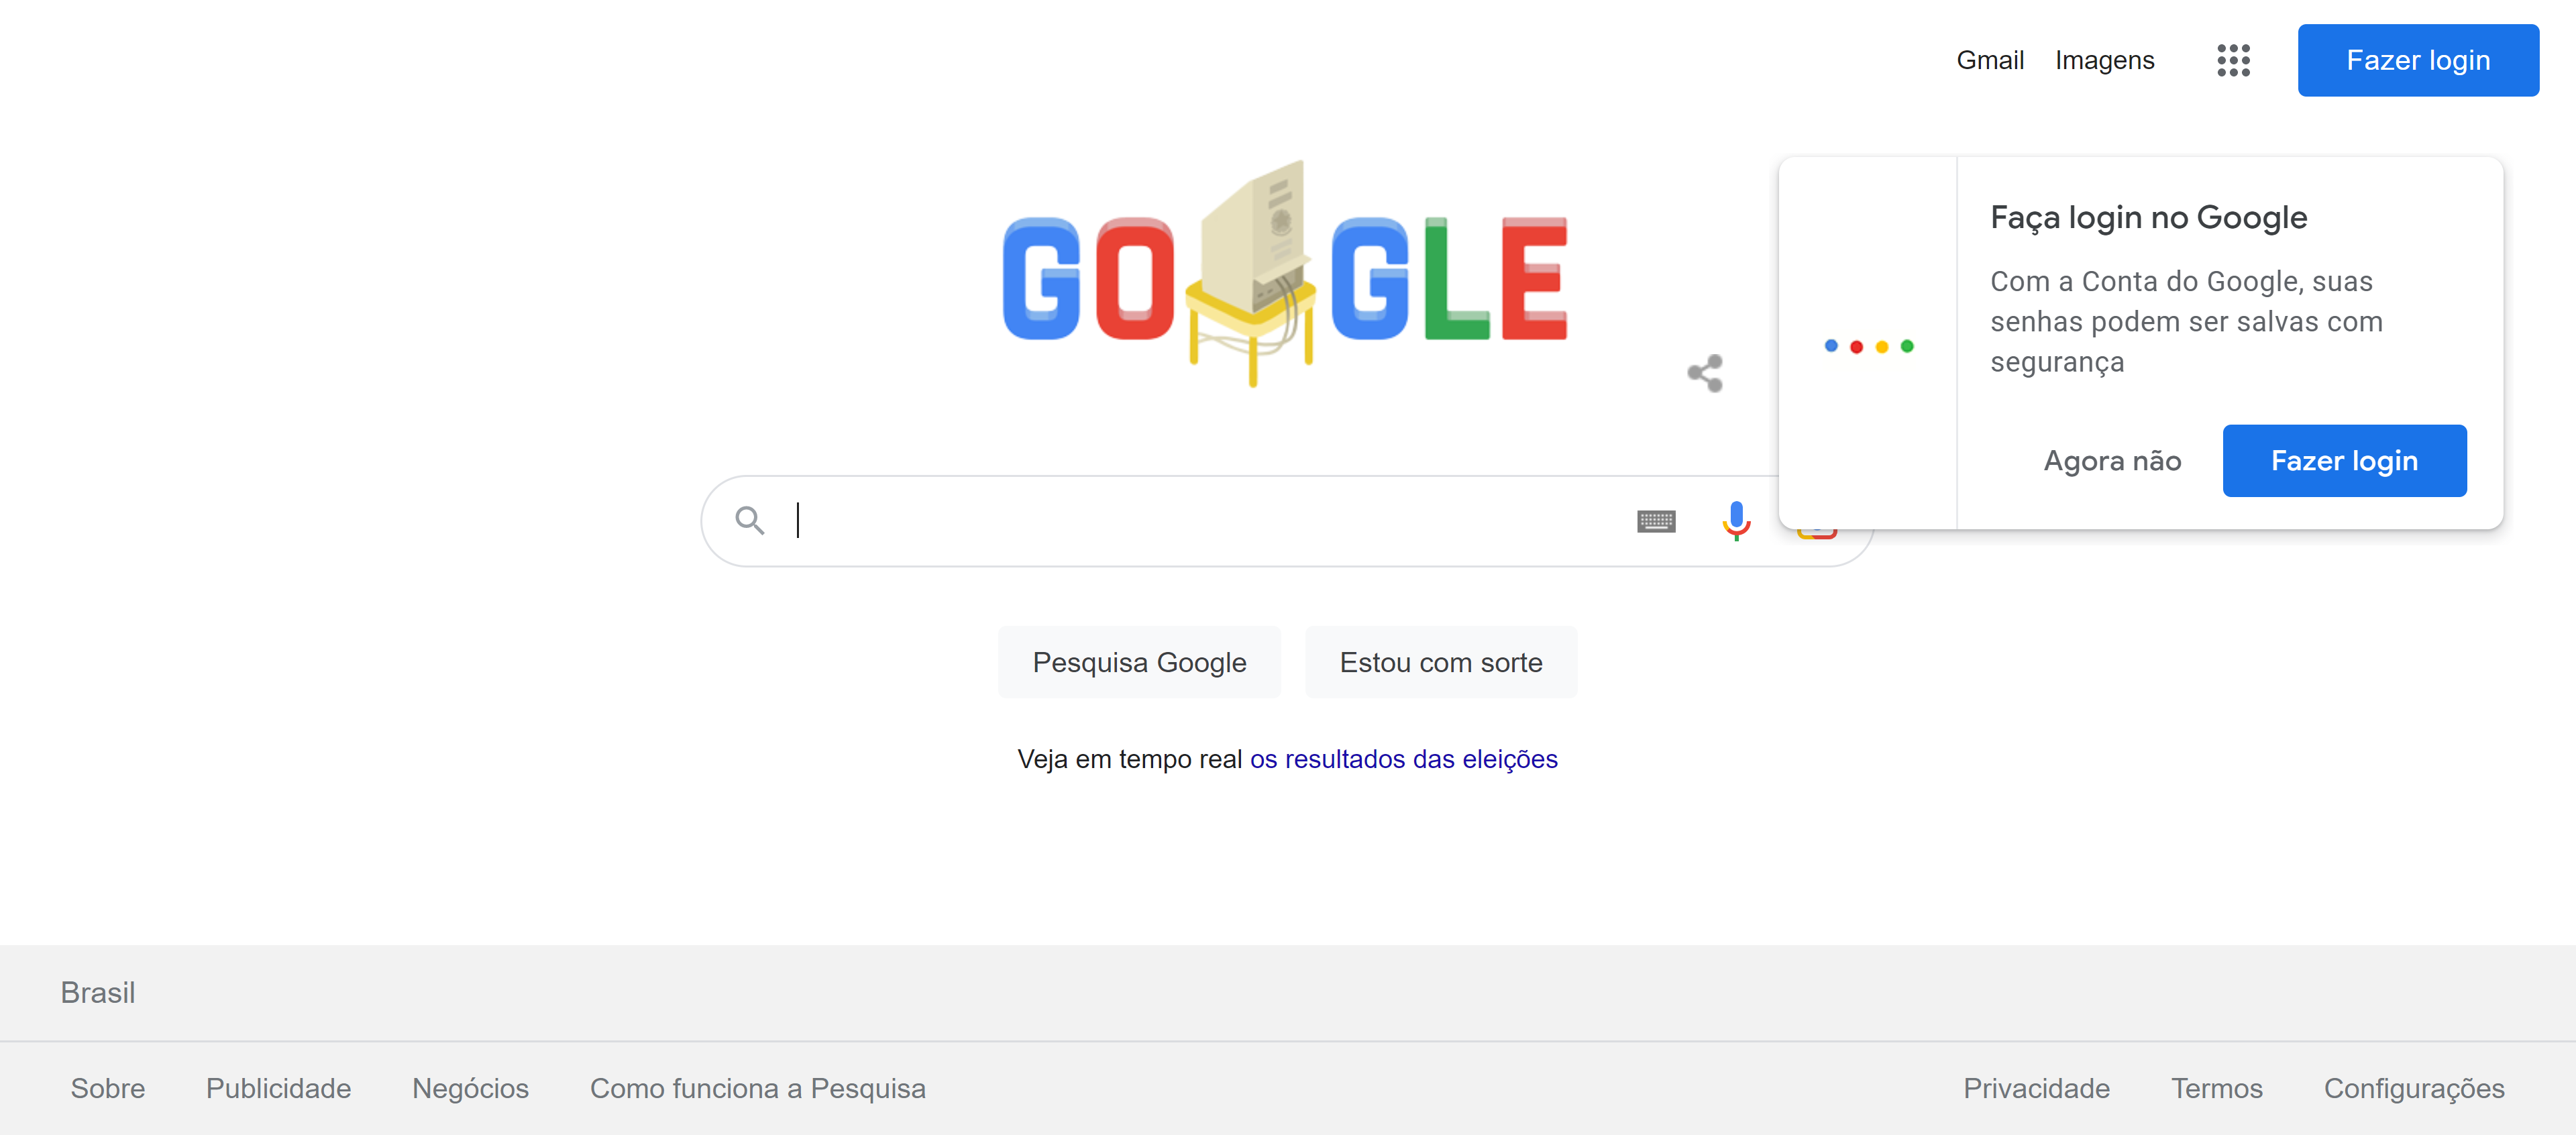 Gmail Imagens Fazer login
GO GLE
Faça login no Google
Com a Conta do Google, suas
senhas podem ser salvas com
segurança
Agora não Fazer login
Pesquisa Google Estou com sorte
Veja em tempo real os resultados das eleições
Brasil
Sobre Publicidade Negócios Como funciona a Pesquisa Privacidade Termos Configurações